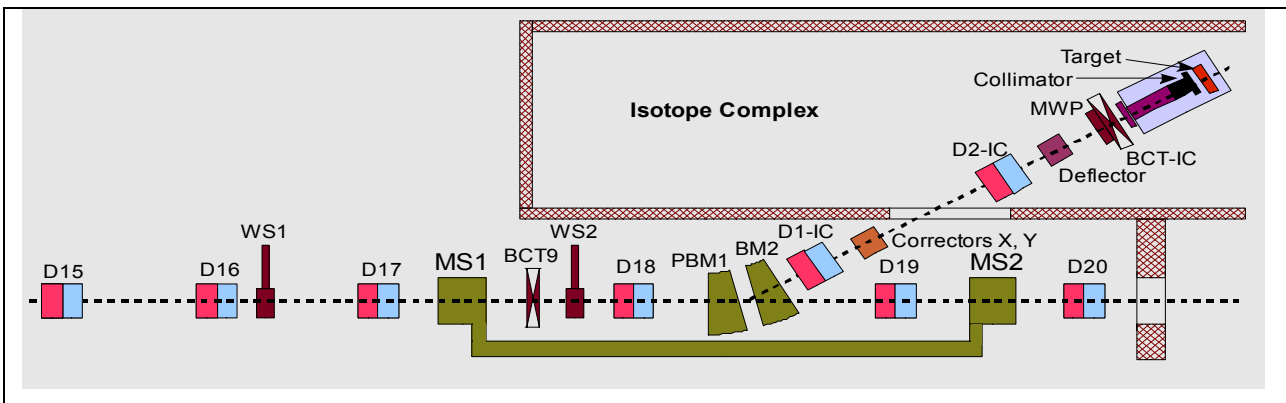 Target
Collimator
MWP
Isotope Complex
BCT-IC
D2-IC
Deflector
WS1
WS2
D1-IC
Correctors X, Y
BCT9
PBM1
BM2
D15
D16
D17
MS1
D18
D19
MS2
D20